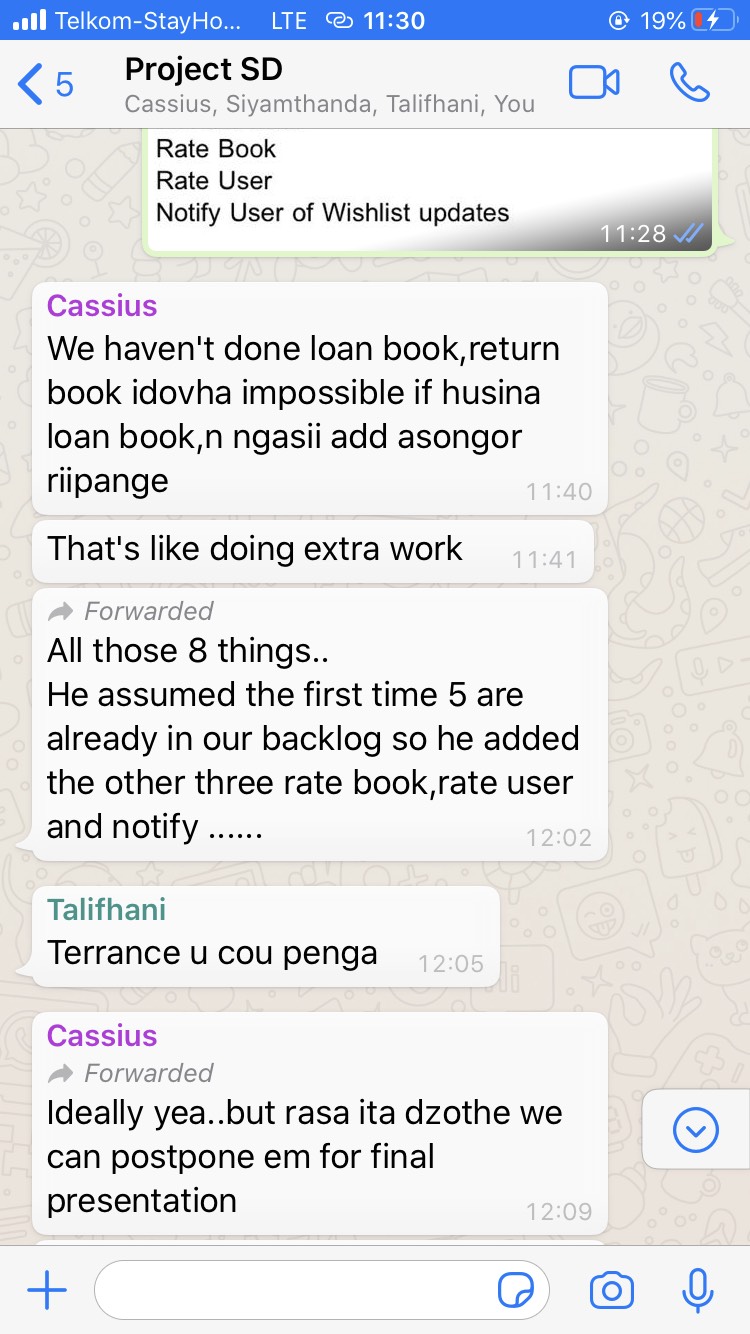 Telkom-StayHo... LTE 11:30 19%
5 Project SD
Cassius, Siyamthanda, Talifhani, You
Rate Book
Rate User
Notify User of Wishlist updates
11:28
Cassius
We haven't done loan book,return
book idovha impossible if husina
loan book,n ngasii add asongor
riipange
11:40
That's like doing extra work 11:41
Forwarded
All those 8 things..
He assumed the first time 5 are
already in our backlog so he added
the other three rate book,rate user
and notify ......
12:02
Talifhani
Terrance u cou penga 12:05
Cassius
Forwarded
Ideally yea..but rasa ita dzothe we
can postpone em for final
presentation
12:09